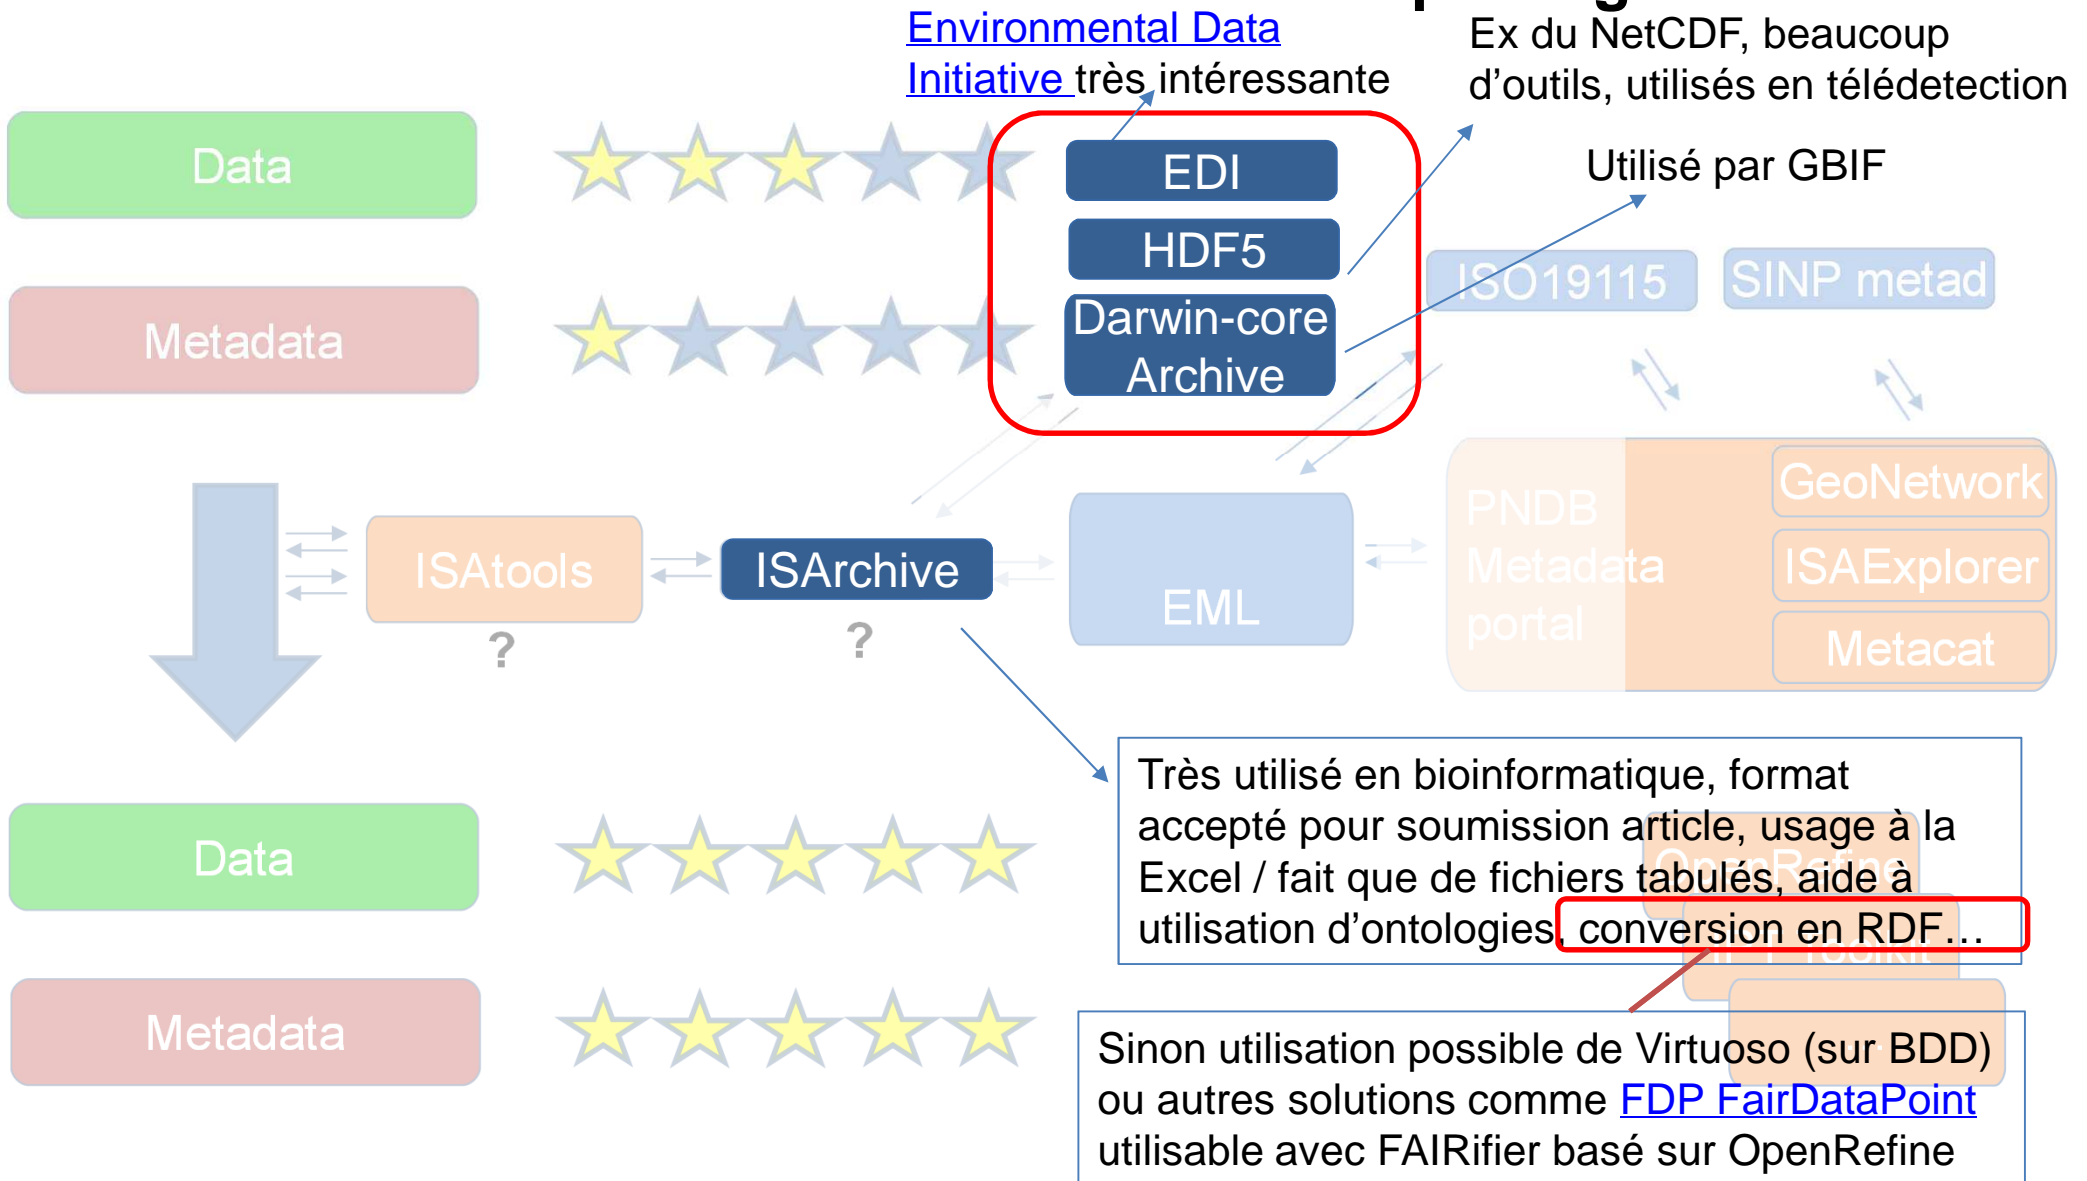 Environmental Data
Initiative très intéressante
Ex du NetCDF, beaucoup
d’outils, utilisés en télédetection
Utilisé par GBIF
Data
EDI
HDF5
Darwin-core
Archive
ISO19115
SINP metad
Metadata
ISAtools
?
ISArchive
?
EML
PNDB
Metadata
portal
GeoNetwork
ISAExplorer
Metacat
Très utilisé en bioinformatique, format
accepté pour soumission article, usage à la
Excel / fait que de fichiers tabulés, aide à
utilisation d’ontologies, conversion en RDF…
OpenRefine
Toolkit
Data
Metadata
Sinon utilisation possible de Virtuoso (sur BDD)
ou autres solutions comme FDP FairDataPoint
utilisable avec FAIRifier basé sur OpenRefine